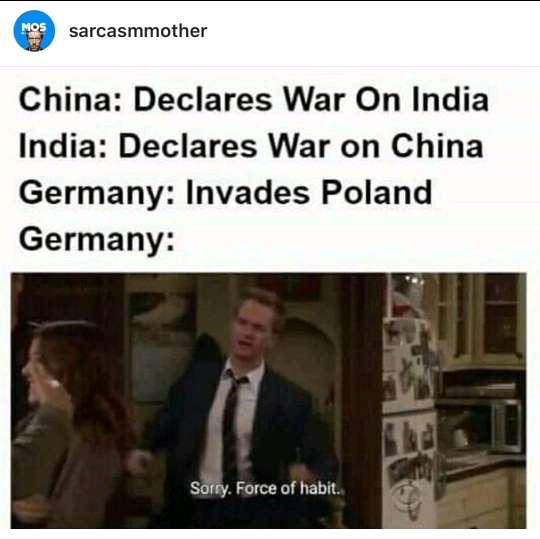 MOS
sarcasmmother
China: Declares War On India
India: Declares War on China
Germany: Invades Poland
Germany:
Sorry. Force of habit.